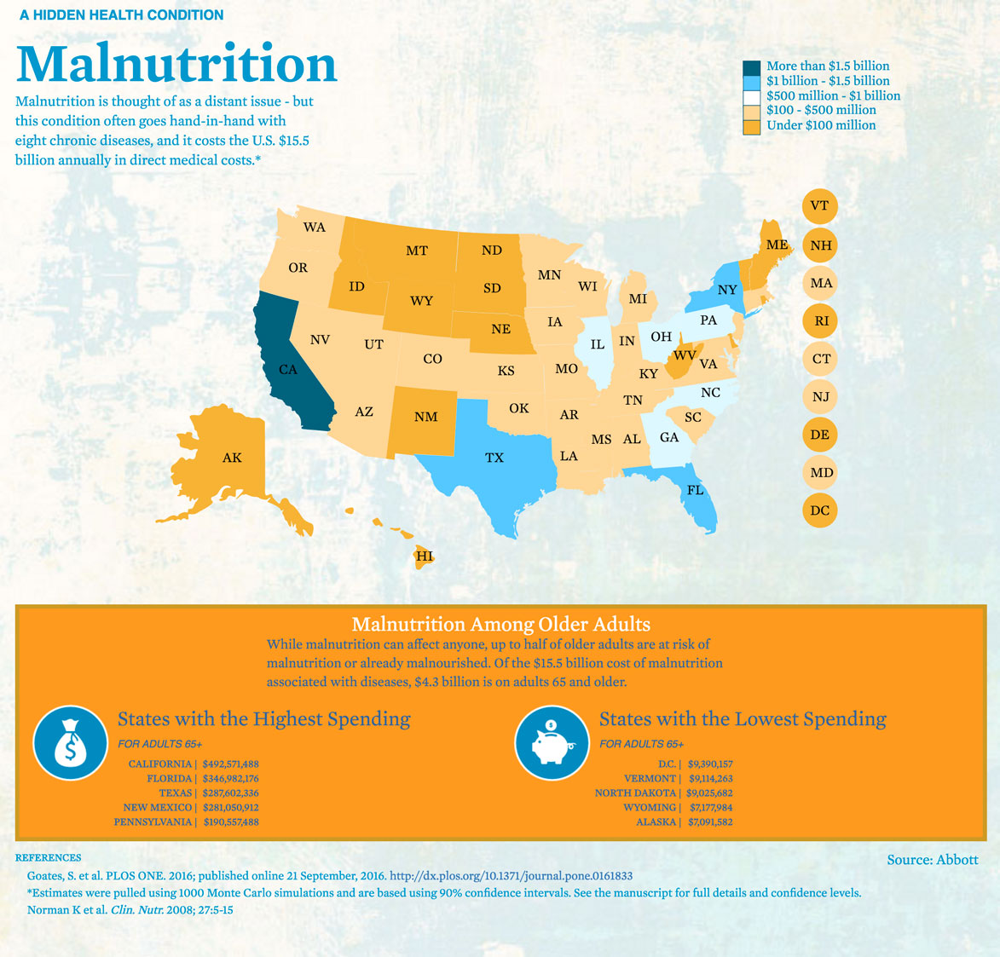 A HIDDEN HEALTH CONDITION
Malnutrition
Malnutrition is thought of as a distant issue - but
this condition often goes hand-in-hand with
eight chronic diseases, and it costs the U.S. $15.5
billion annually in direct medical costs.*
More than $1.5 billion
$1 billion - $1.5 billion
$500 million - $1 billion
$100 - $500 million
Under $100 million
VT
WA
ME
NH
MT
ND
OR
MN
MA
ID
SD
WI
NY
WY
MI
RI
NE
IA
PA
NV
UT
IL
IN
OH
CT
CO
WV
VA
CA
KS
MO
KY
NC
NJ
AZ
NM
OK
TN
AR
SC
DE
MS
AL
GA
AK
TX
LA
MD
FL
DC
HI
Malnutrition Among Older Adults
While malnutrition can affect anyone, up to half of older adults are at risk of
malnutrition or already malnourished. Of the $15.5 billion cost of malnutrition
associated with diseases, $4.3 billion is on adults 65 and older.
States with the Highest Spending
FOR ADULTS 65+
CALIFORNIA | $492,571,488
FLORIDA | $346,982,176
TEXAS | $287,602,336
NEW MEXICO | $281,050,912
PENNSYLVANIA | $190,557,488
$
States with the Lowest Spending
FOR ADULTS 65+
D.C. | $9,390,157
VERMONT | $9,114,263
NORTH DAKOTA | $9,025,682
WYOMING | $7,177,984
ALASKA | $7,091,582
$
REFERENCES
Source: Abbott
Goates, S. et al. PLOS ONE. 2016; published online 21 September, 2016. http://dx.plos.org/10.1371/journal.pone.0161833
*Estimates were pulled using 1000 Monte Carlo simulations and are based using 90% confidence intervals. See the manuscript for full details and confidence levels.
Norman K et al. Clin. Nutr. 2008; 27:5-15